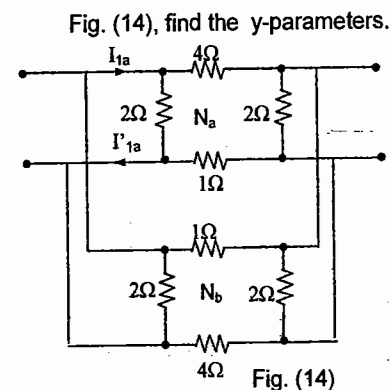 Fig. (14), find the y-parameters.
4Ω
I1a
2Ω Na 2Ω
I'1a
1Ω
1Ω
2Ω Nb 2Ω
4Ω
Fig. (14)